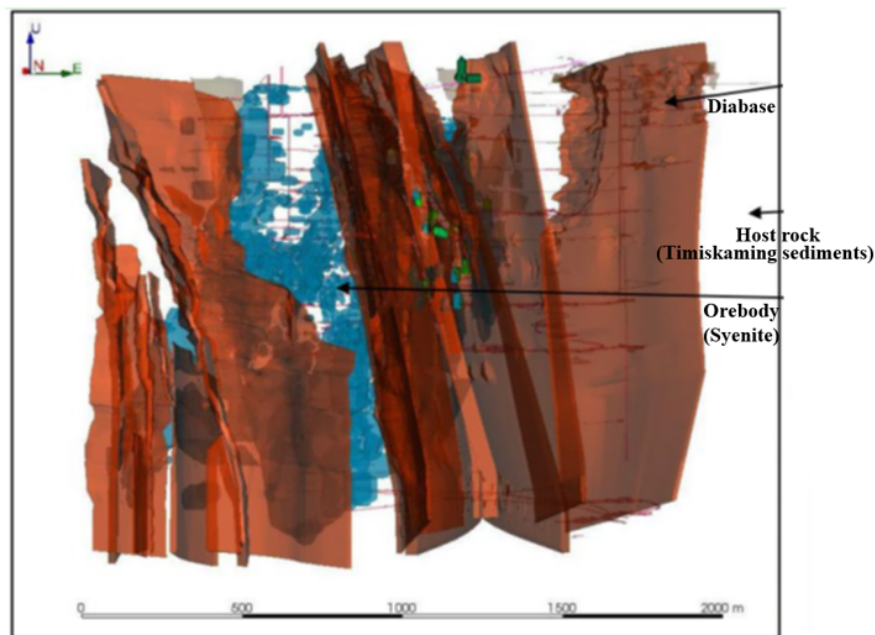 U
N
E
Diabase
Host rock
(Timiskaming sediments)
Orebody
(Syenite)
0 500 1000 1500 2000 m